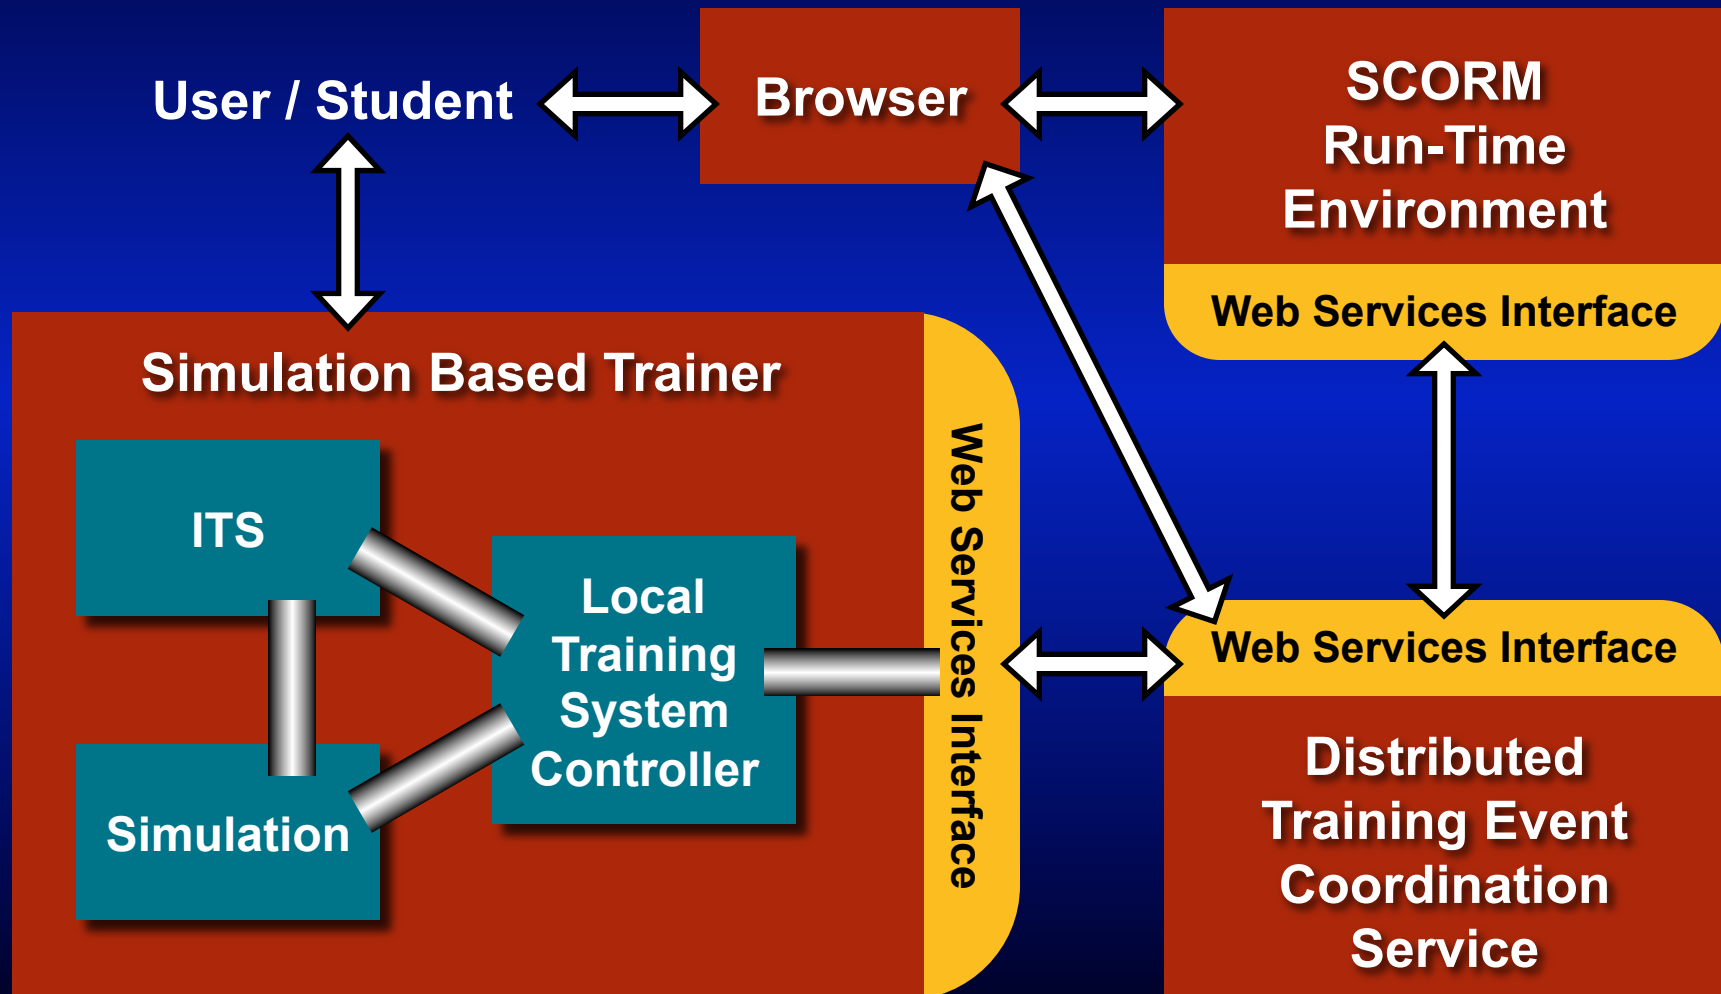 User / Student
Browser
SCORM
Run-Time
Environment
Web Services Interface
Simulation Based Trainer
ITS
Local
Training
System
Controller
Simulation
Web Services Interface
Web Services Interface
Distributed
Training Event
Coordination
Service